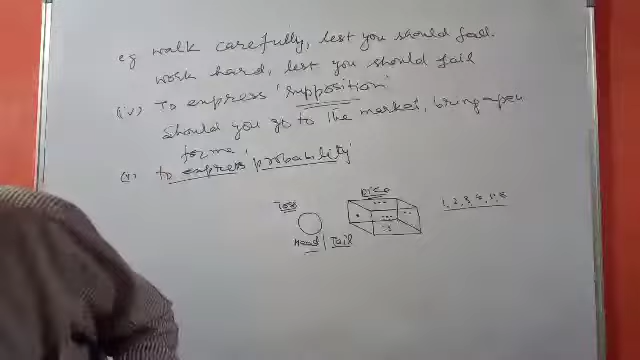 eg walk carefully, lest you should fall.
work hard, lest you should fail
(iv) To express 'supposition'
Should you go to the market, bring a pen
for me.
(v) to express probability
Toss
Dice
1, 2, 3, 4, 5, 6
Head | Tail